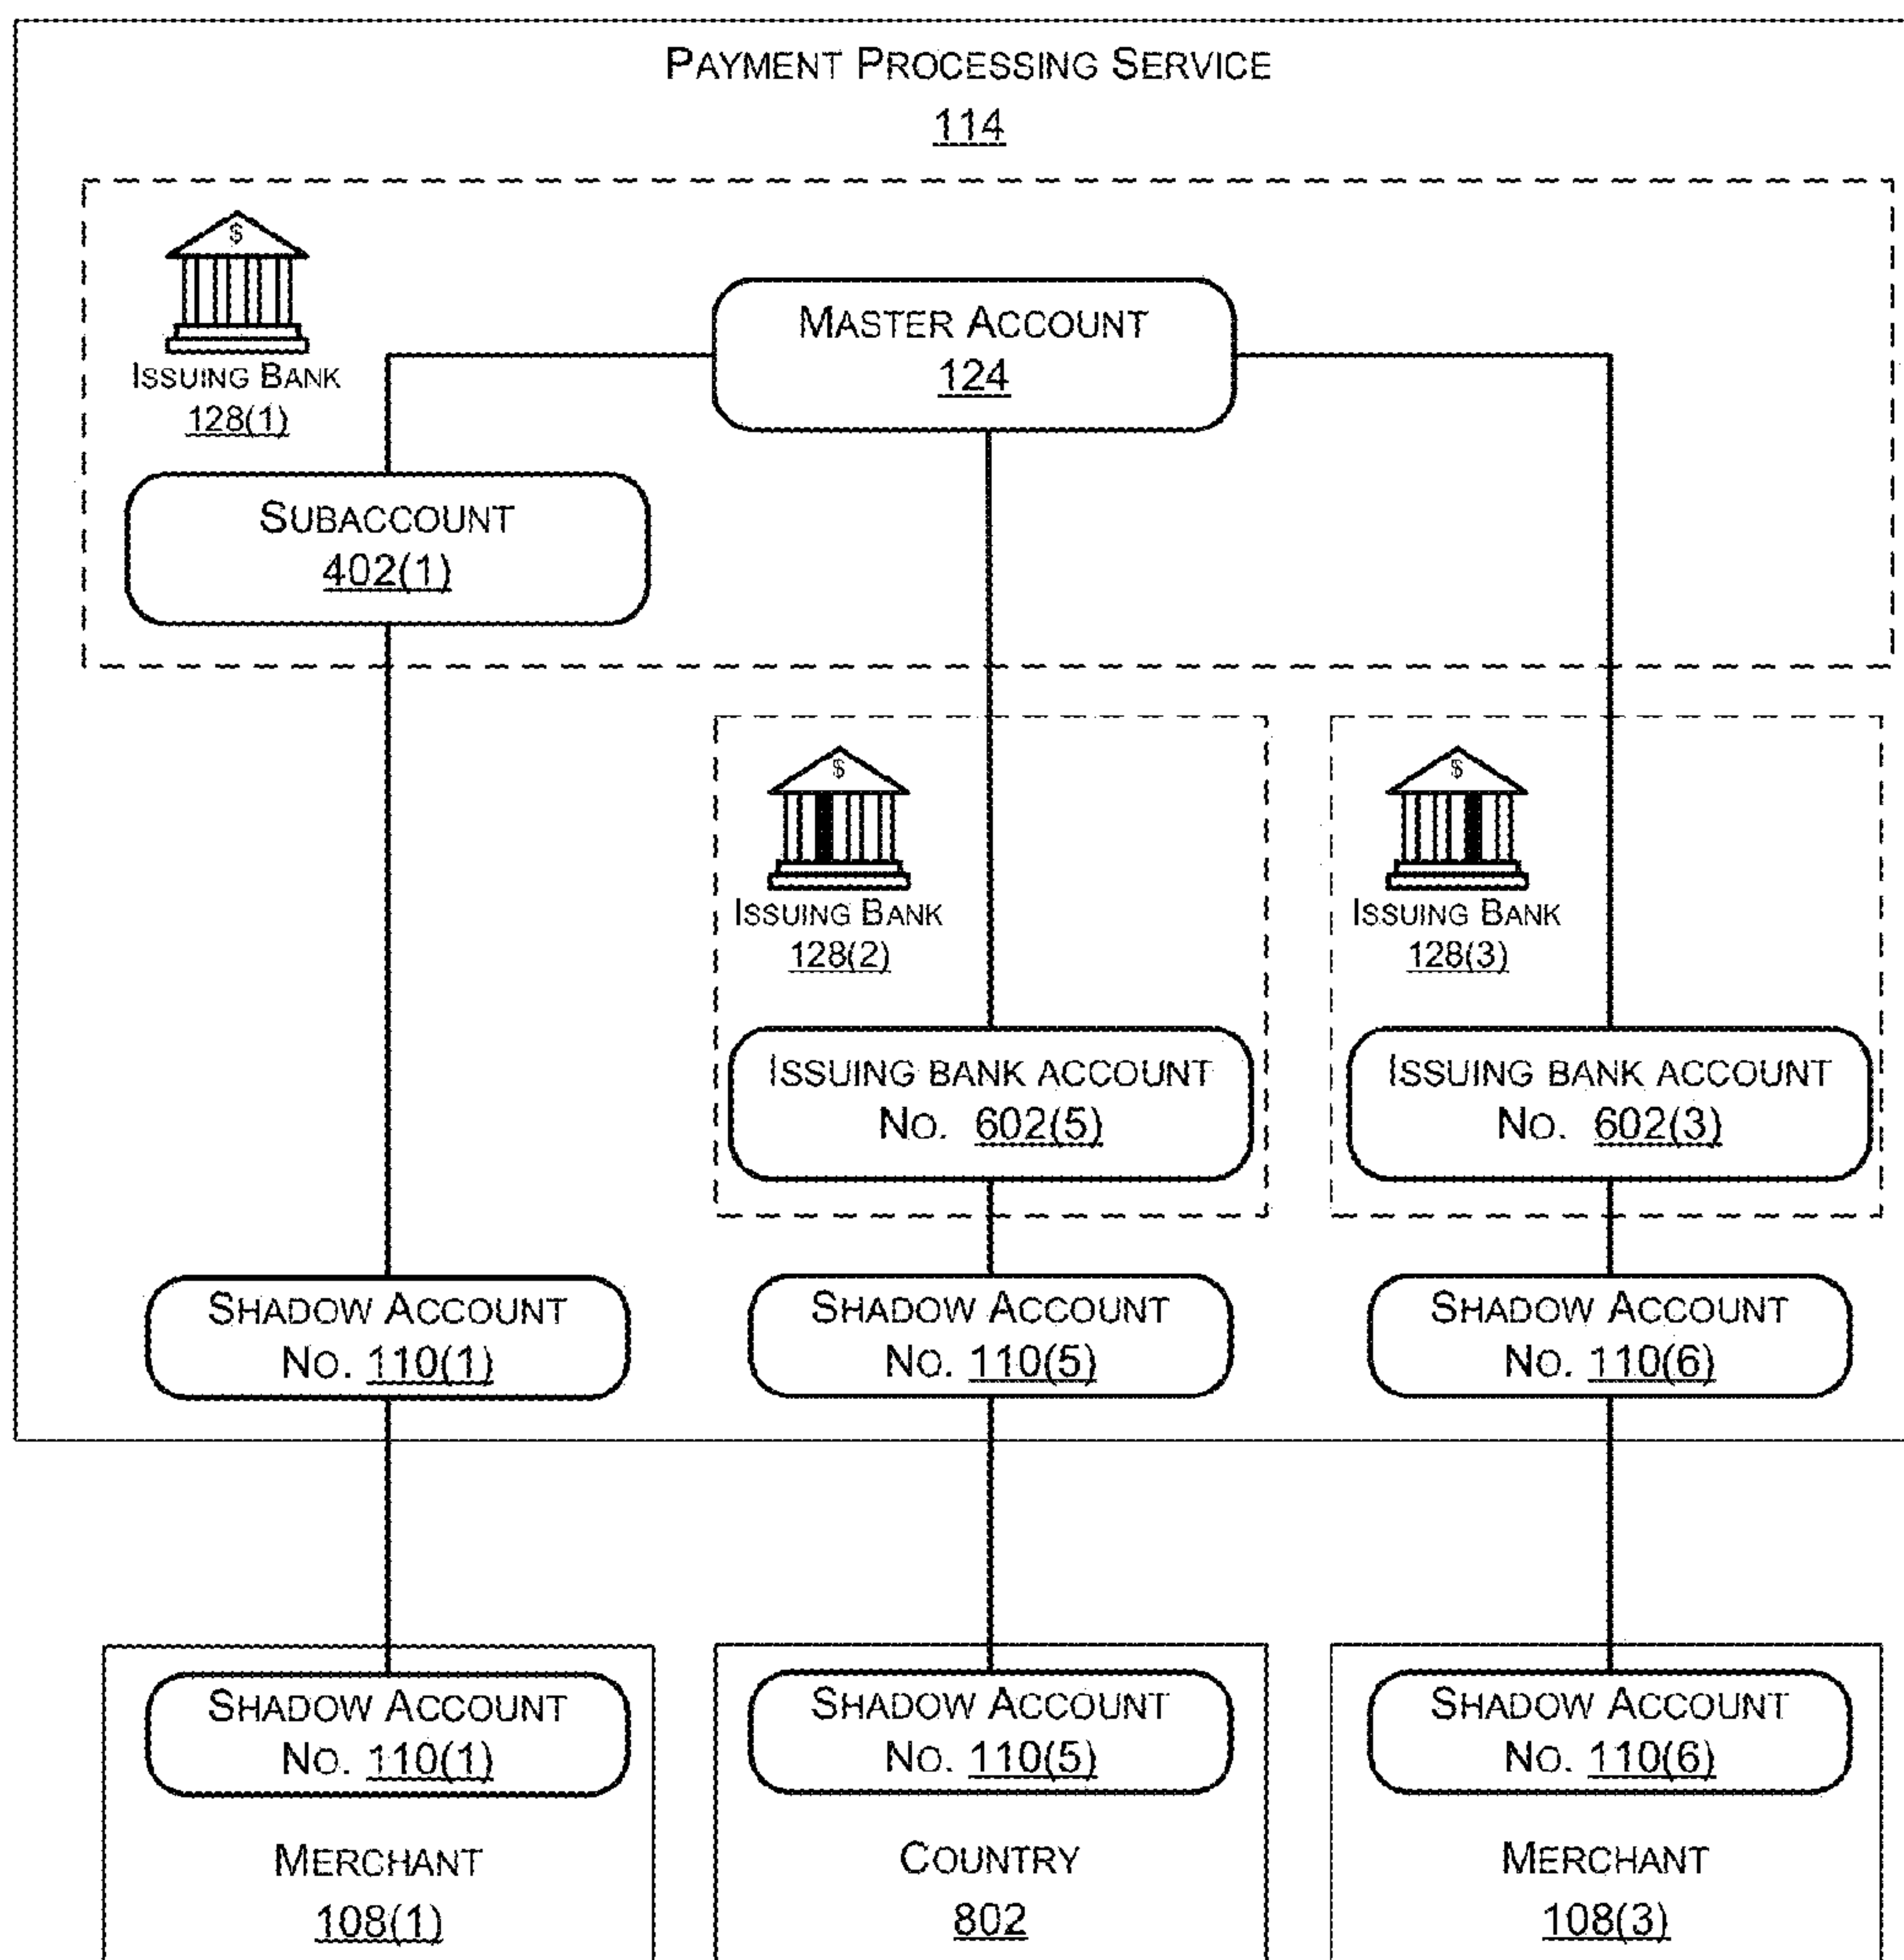 PAYMENT PROCESSING SERVICE
114
$
ISSUING BANK
128(1)
MASTER ACCOUNT
124
SUBACCOUNT
402(1)
$
ISSUING BANK
128(2)
$
ISSUING BANK
128(3)
ISSUING BANK ACCOUNT
NO. 602(5)
ISSUING BANK ACCOUNT
NO. 602(3)
SHADOW ACCOUNT
NO. 110(1)
SHADOW ACCOUNT
NO. 110(5)
SHADOW ACCOUNT
NO. 110(6)
SHADOW ACCOUNT
NO. 110(1)
MERCHANT
108(1)
SHADOW ACCOUNT
NO. 110(5)
COUNTRY
802
SHADOW ACCOUNT
NO. 110(6)
MERCHANT
108(3)